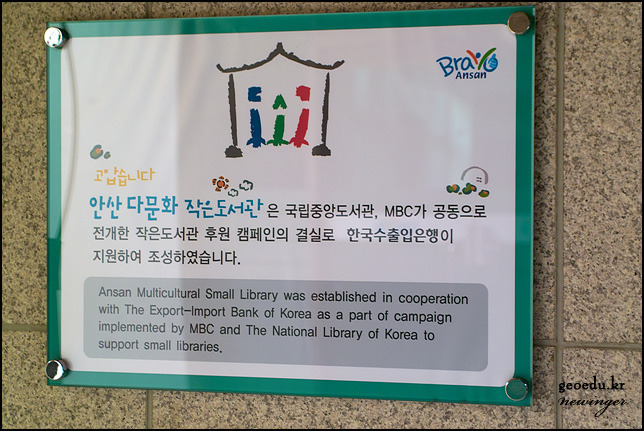 Bravo
Ansan
고맙습니다
안산 다문화 작은도서관 은 국립중앙도서관, MBC가 공동으로
전개한 작은도서관 후원 캠페인의 결실로 한국수출입은행이
지원하여 조성하였습니다.
Ansan Multicultural Small Library was established in cooperation
with The Export-Import Bank of Korea as a part of campaign
implemented by MBC and The National Library of Korea to
support small libraries.
geoedu.kr
newinger